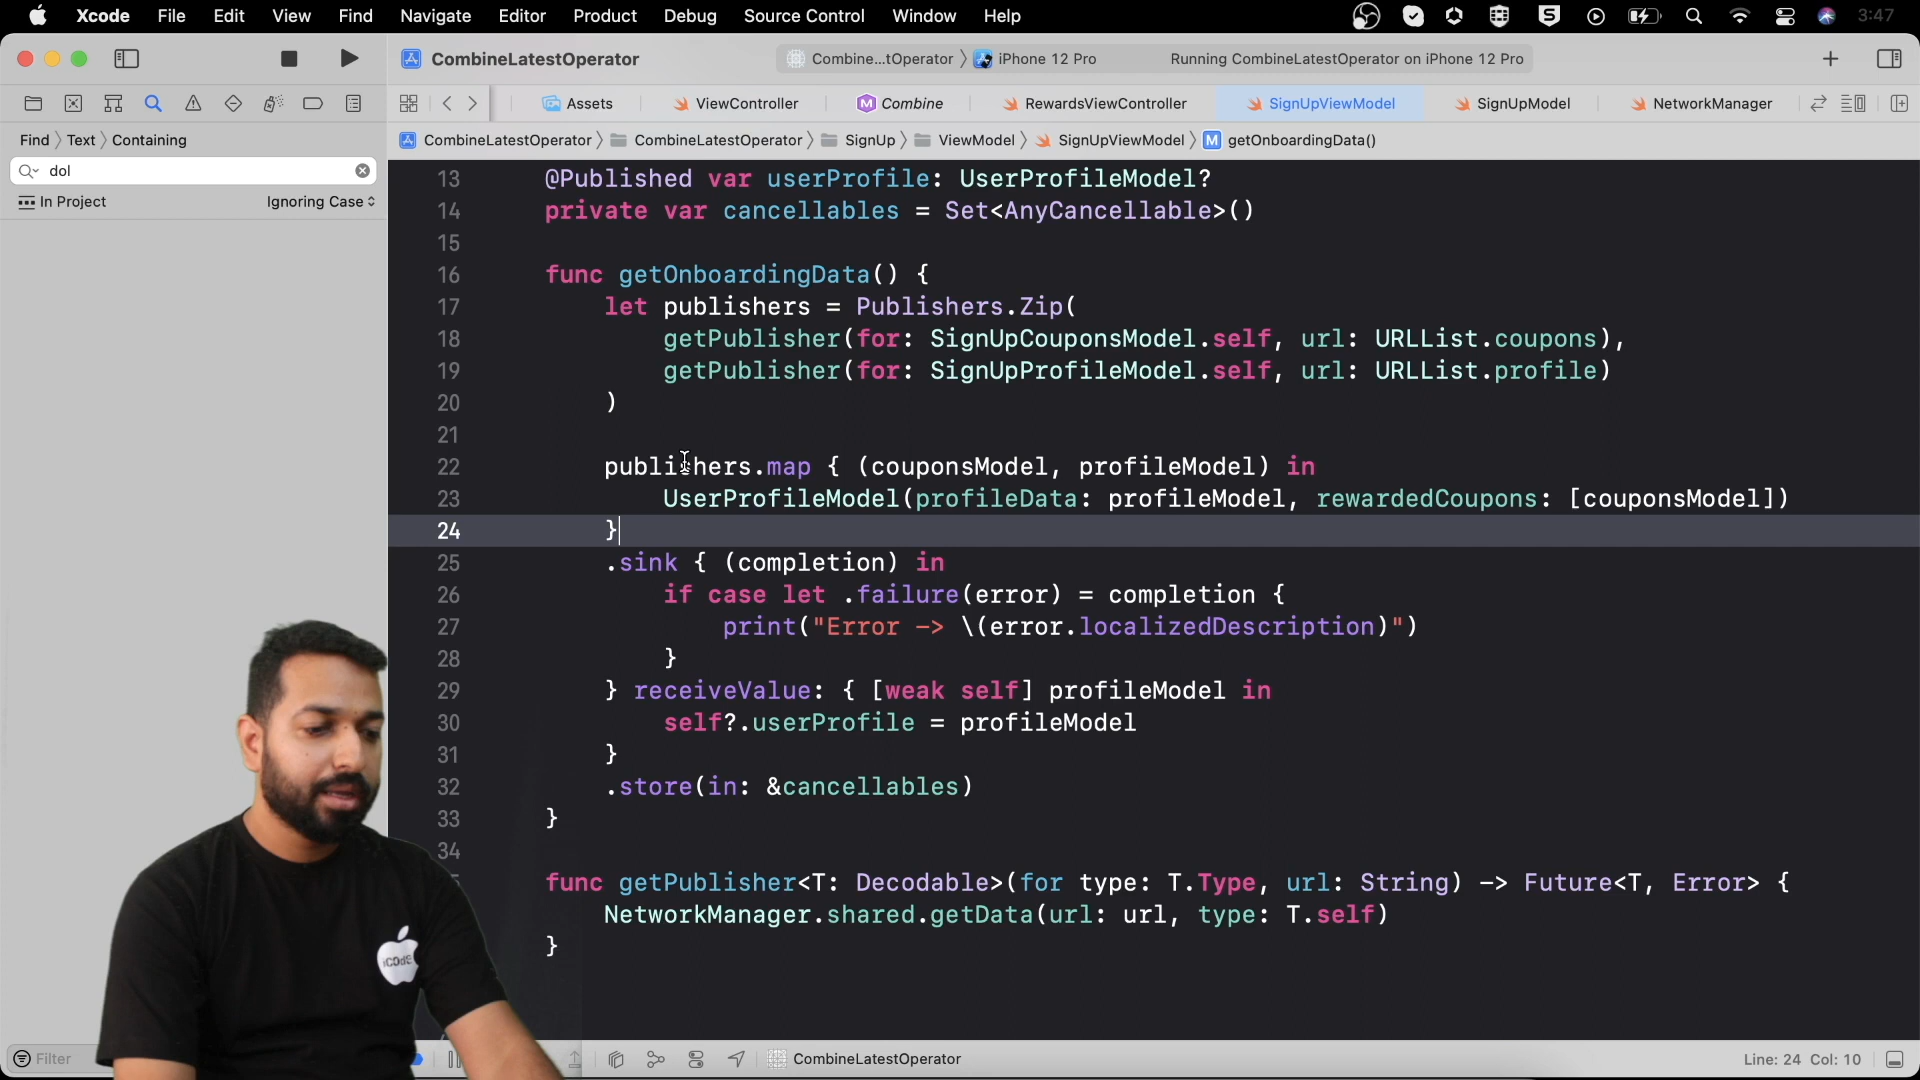 Xcode File Edit View Find Navigate Editor Product Debug Source Control Window Help 3:47
CombineLatestOperator Combine...tOperator iPhone 12 Pro Running CombineLatestOperator on iPhone 12 Pro
Assets ViewController Combine RewardsViewController SignUpViewModel SignUpModel NetworkManager
Find Text Containing
CombineLatestOperator CombineLatestOperator SignUp ViewModel SignUpViewModel M getOnboardingData()
dol
In Project Ignoring Case
13 @Published var userProfile: UserProfileModel?
14 private var cancellables = Set<AnyCancellable>()
15
16 func getOnboardingData() {
17 let publishers = Publishers.Zip(
18 getPublisher(for: SignUpCouponsModel.self, url: URLList.coupons),
19 getPublisher(for: SignUpProfileModel.self, url: URLList.profile)
20 )
21
22 publishers.map { (couponsModel, profileModel) in
23 UserProfileModel(profileData: profileModel, rewardedCoupons: [couponsModel])
24 }
25 .sink { (completion) in
26 if case let .failure(error) = completion {
27 print("Error -> \(error.localizedDescription)")
28 }
29 } receiveValue: { [weak self] profileModel in
30 self?.userProfile = profileModel
31 }
32 .store(in: &cancellables)
33 }
34
func getPublisher<T: Decodable>(for type: T.Type, url: String) -> Future<T, Error> {
NetworkManager.shared.getData(url: url, type: T.self)
}
iCode
Filter CombineLatestOperator Line: 24 Col: 10